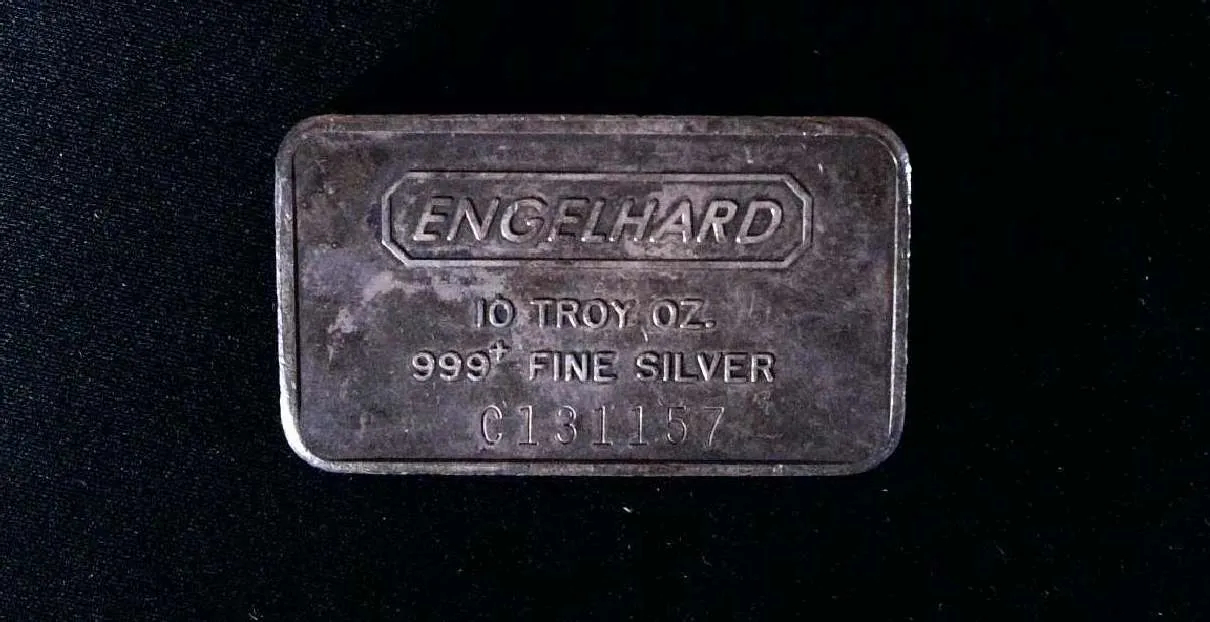 ENGELHARD
10 TROY OZ.
999+ FINE SILVER
C131157